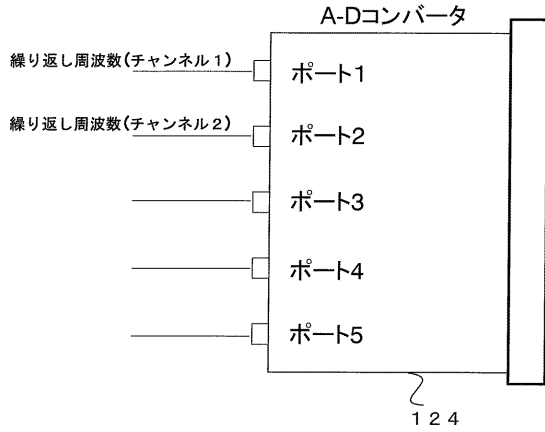 A-Dコンバータ
繰り返し周波数(チャンネル1)
ポート1
繰り返し周波数(チャンネル2)
ポート2
ポート3
ポート4
ポート5
124